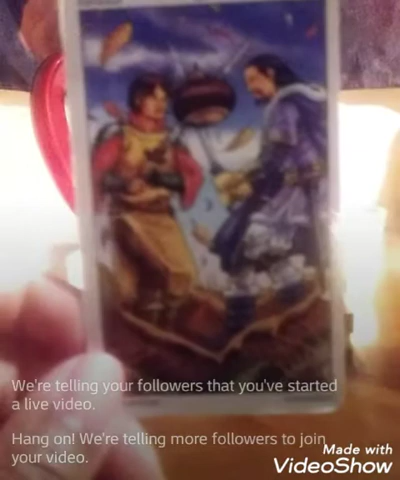 We're telling your followers that you've started
a live video.
Hang on! We're telling more followers to join
your video.
Made with
VideoShow